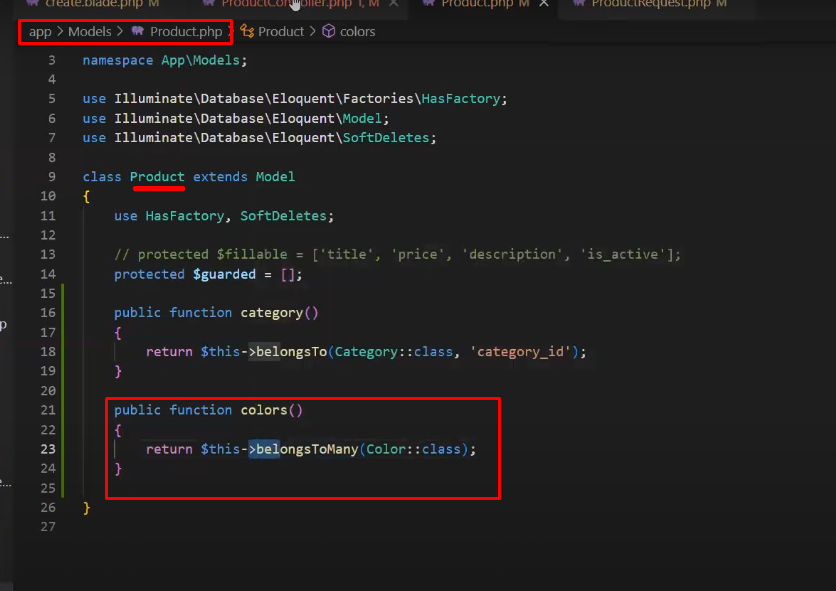 create.blade.php M ProductController.php 1, M Product.php M ProductRequest.php M
app > Models > Product.php > Product > colors
3 namespace App\Models;
4
5 use Illuminate\Database\Eloquent\Factories\HasFactory;
6 use Illuminate\Database\Eloquent\Model;
7 use Illuminate\Database\Eloquent\SoftDeletes;
8
9 class Product extends Model
10 {
11 use HasFactory, SoftDeletes;
12
13 // protected $fillable = ['title', 'price', 'description', 'is_active'];
14 protected $guarded = [];
15
16 public function category()
17 {
18 return $this->belongsTo(Category::class, 'category_id');
19 }
20
21 public function colors()
22 {
23 return $this->belongsToMany(Color::class);
24 }
25
26 }
27